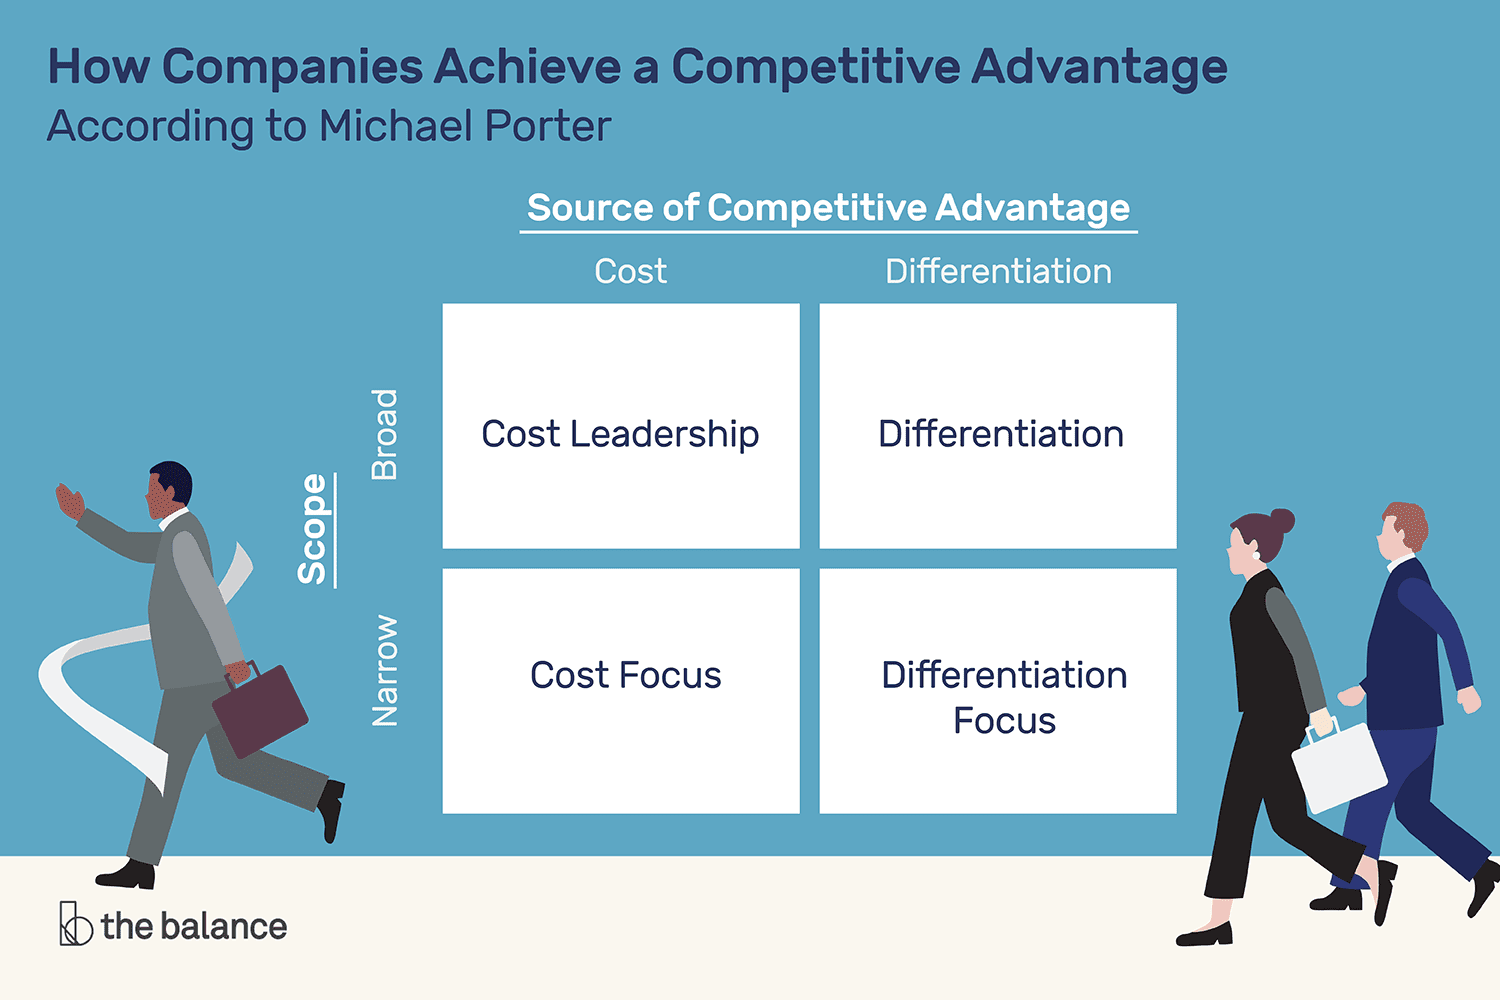 How Companies Achieve a Competitive Advantage
According to Michael Porter
Source of Competitive Advantage
Cost
Differentiation
Scope
Broad
Cost Leadership
Differentiation
Narrow
Cost Focus
Differentiation
Focus
the balance